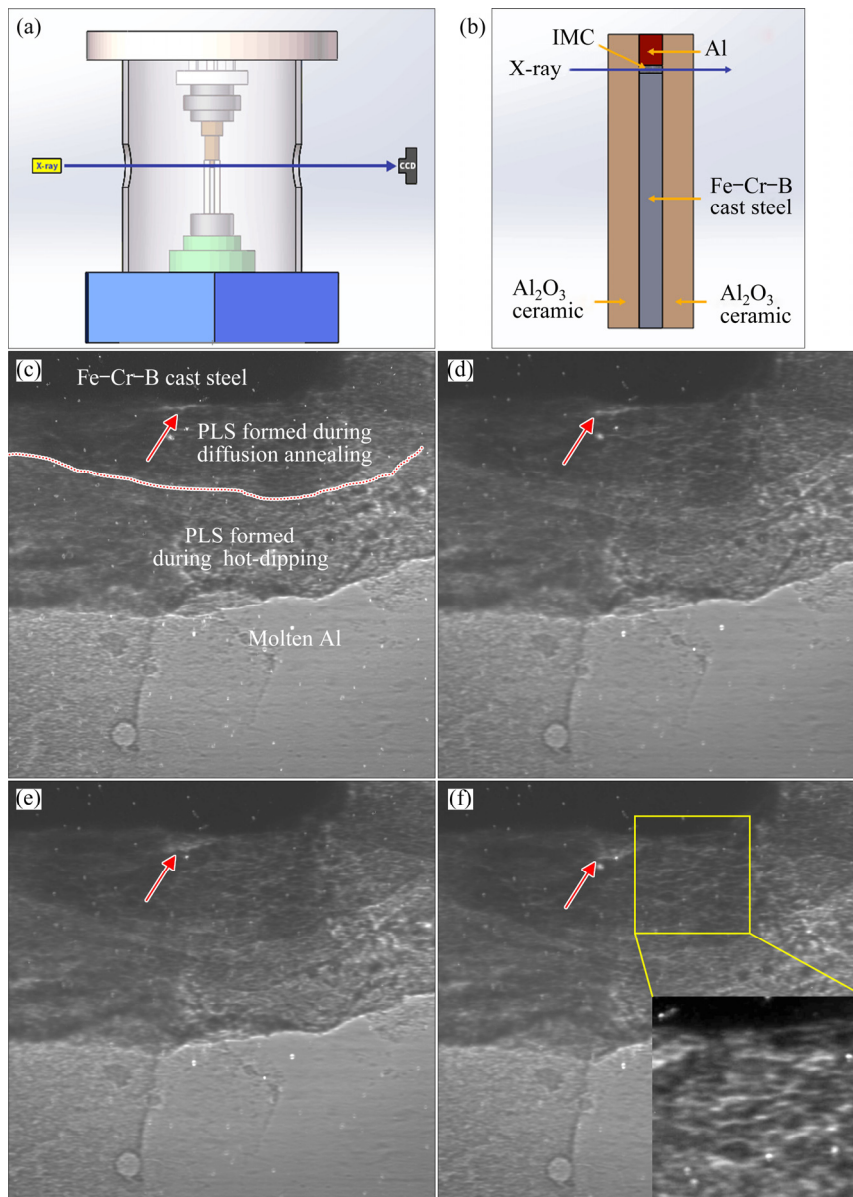 (a)
X-ray
CCD
(b)
IMC
Al
X-ray
Fe−Cr−B
cast steel
Al₂O₃
ceramic
Al₂O₃
ceramic
(c)
Fe−Cr−B cast steel
PLS formed during
diffusion annealing
PLS formed
during hot-dipping
Molten Al
(d)
(e)
(f)